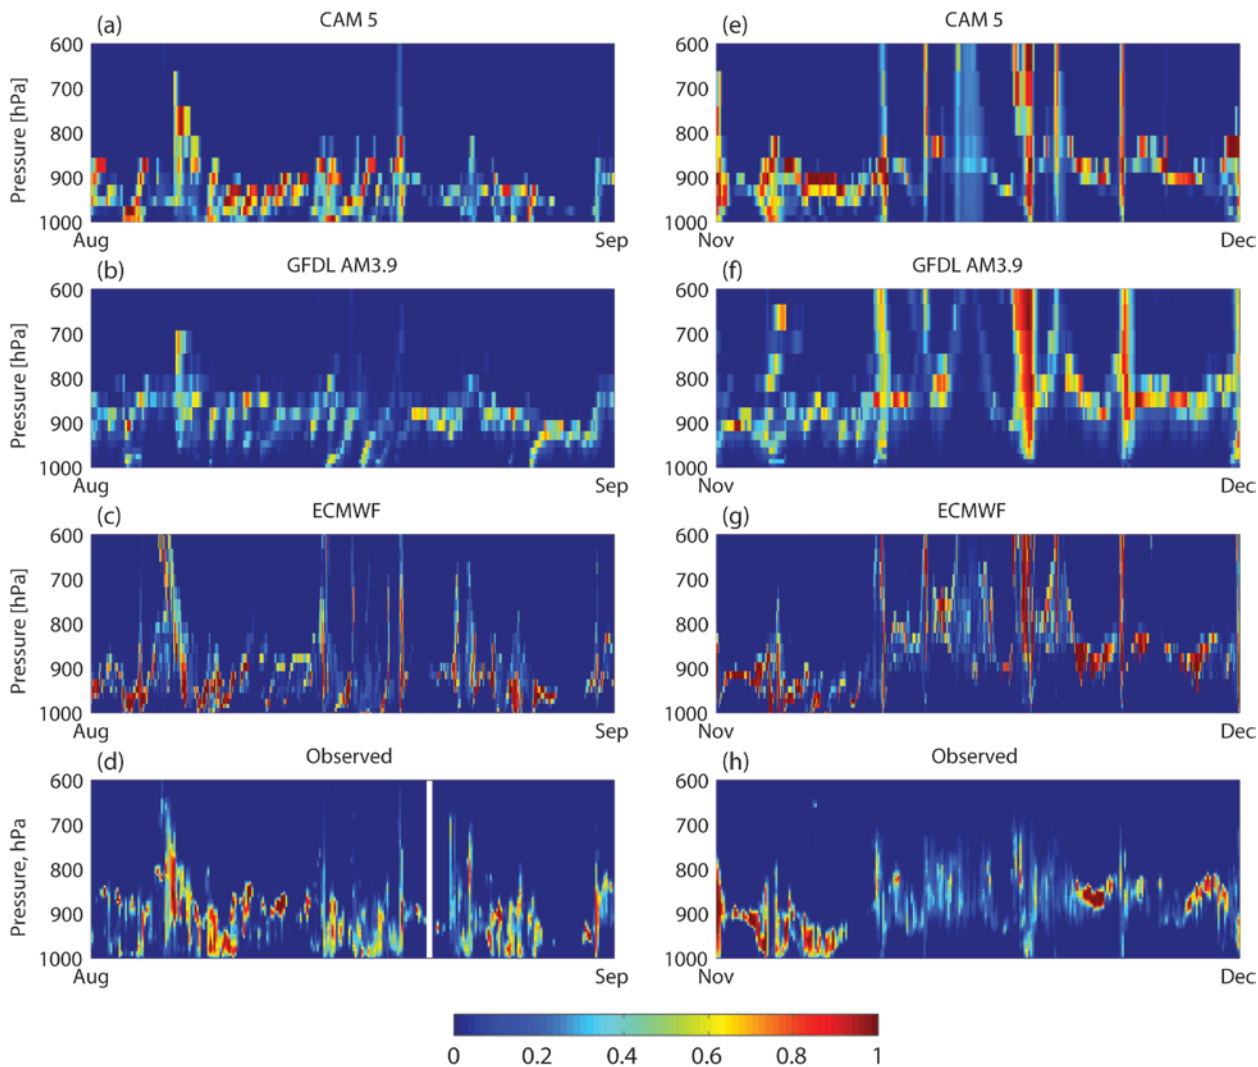 (a) CAM 5
600
700
800
900
1000
Pressure [hPa]
Aug Sep
(e) CAM 5
600
700
800
900
1000
Nov Dec
(b) GFDL AM3.9
600
700
800
900
1000
Pressure [hPa]
Aug Sep
(f) GFDL AM3.9
600
700
800
900
1000
Nov Dec
(c) ECMWF
600
700
800
900
1000
Pressure [hPa]
Aug Sep
(g) ECMWF
600
700
800
900
1000
Nov Dec
(d) Observed
600
700
800
900
1000
Pressure, hPa
Aug Sep
(h) Observed
600
700
800
900
1000
Nov Dec
0 0.2 0.4 0.6 0.8 1